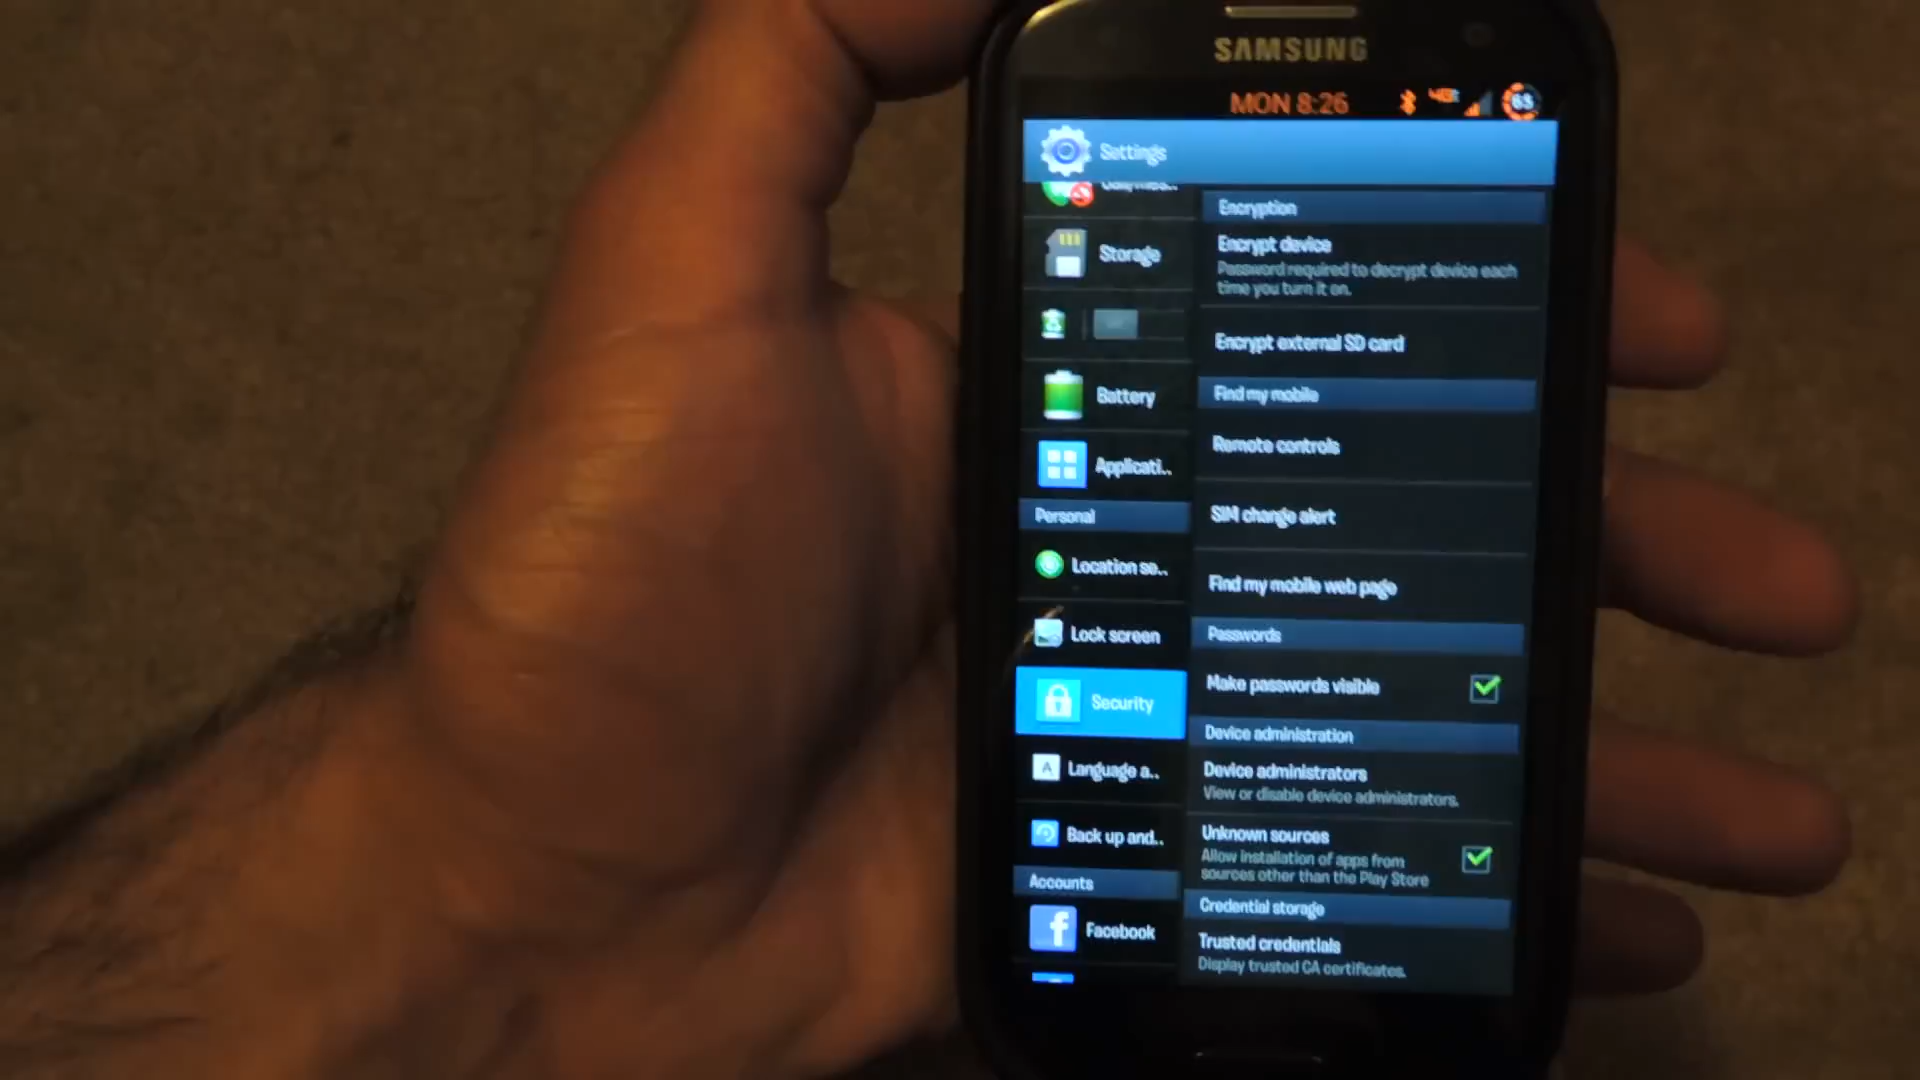 SAMSUNG
MON 8:26
4G
65
Settings
Storage
Battery
Applicati..
Personal
Location se..
Lock screen
Security
Language a..
Back up and..
Accounts
Facebook
Encryption
Encrypt device
Password required to decrypt device each
time you turn it on.
Encrypt external SD card
Find my mobile
Remote controls
SIM change alert
Find my mobile web page
Passwords
Make passwords visible
Device administration
Device administrators
View or disable device administrators.
Unknown sources
Allow installation of apps from
sources other than the Play Store
Credential storage
Trusted credentials
Display trusted CA certificates.